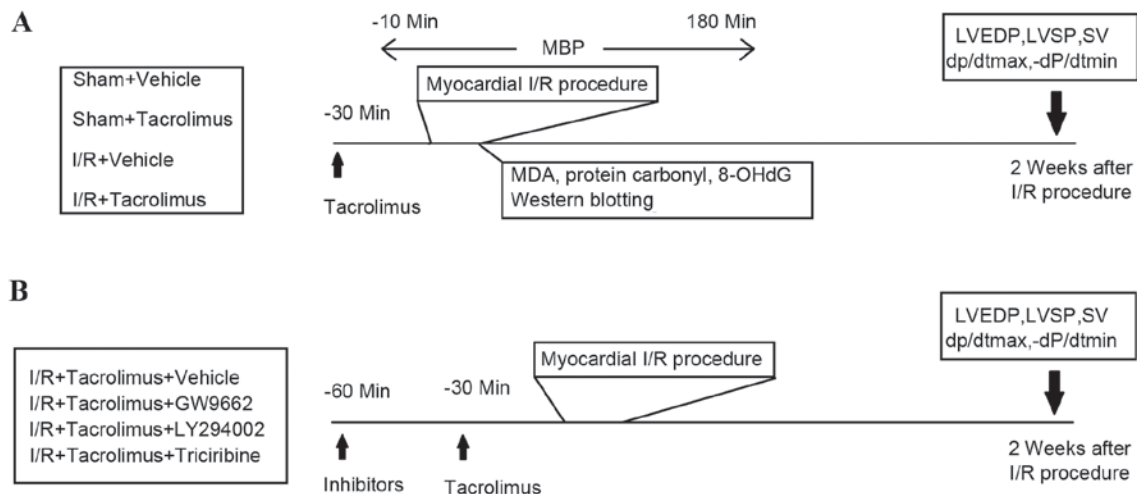 A
-10 Min
180 Min
MBP
Sham+Vehicle
Sham+Tacrolimus
I/R+Vehicle
I/R+Tacrolimus
-30 Min
Myocardial I/R procedure
LVEDP,LVSP,SV
dp/dtmax,-dP/dtmin
Tacrolimus
MDA, protein carbonyl, 8-OHdG
Western blotting
2 Weeks after
I/R procedure
B
I/R+Tacrolimus+Vehicle
I/R+Tacrolimus+GW9662
I/R+Tacrolimus+LY294002
I/R+Tacrolimus+Triciribine
-60 Min
-30 Min
Myocardial I/R procedure
LVEDP,LVSP,SV
dp/dtmax,-dP/dtmin
Inhibitors
Tacrolimus
2 Weeks after
I/R procedure